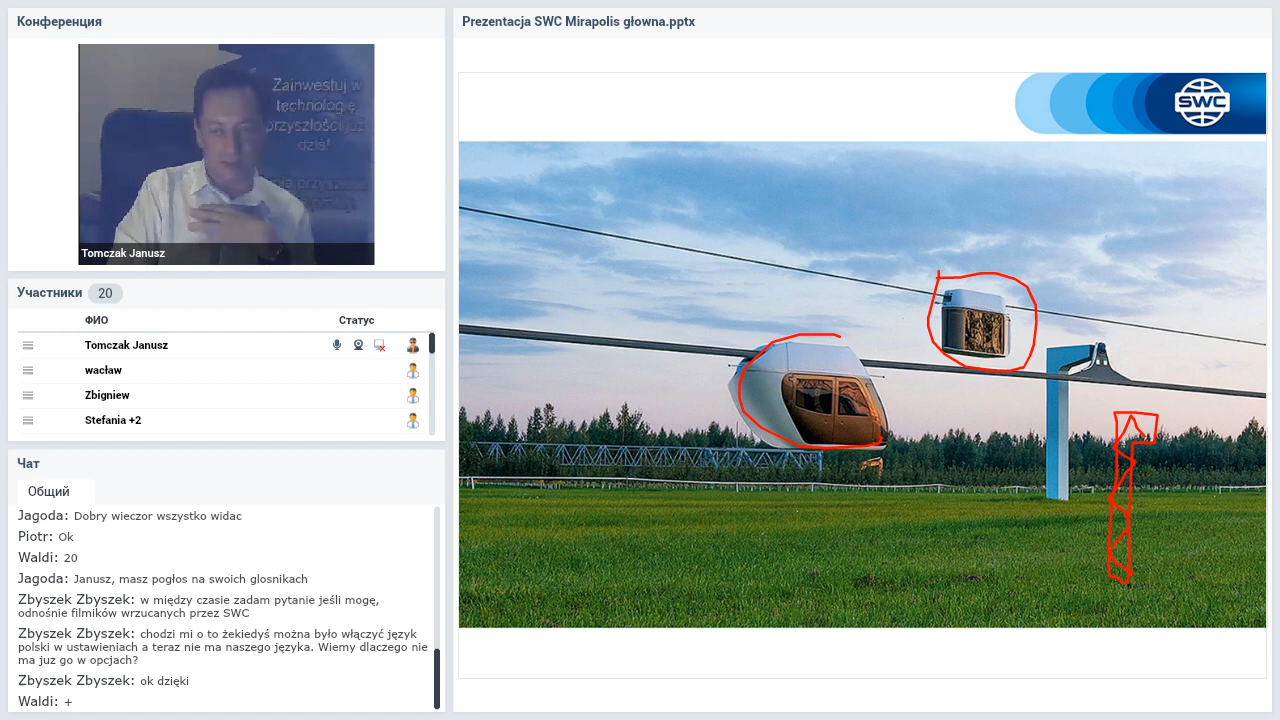 Конференция
Zainwestuj w
technologię
przyszłości już
dziś!
Tomczak Janusz
Участники 20
ФИО Статус
Tomczak Janusz
wacław
Zbigniew
Stefania +2
Чат
Общий
Jagoda: Dobry wieczor wszystko widac
Piotr: Ok
Waldi: 20
Jagoda: Janusz, masz pogłos na swoich glosnikach
Zbyszek Zbyszek: w między czasie zadam pytanie jeśli mogę,
odnośnie filmików wrzucanych przez SWC
Zbyszek Zbyszek: chodzi mi o to żekiedyś można było włączyć język
polski w ustawieniach a teraz nie ma naszego języka. Wiemy dlaczego nie
ma juz go w opcjach?
Zbyszek Zbyszek: ok dzięki
Waldi: +
Prezentacja SWC Mirapolis głowna.pptx
SWC